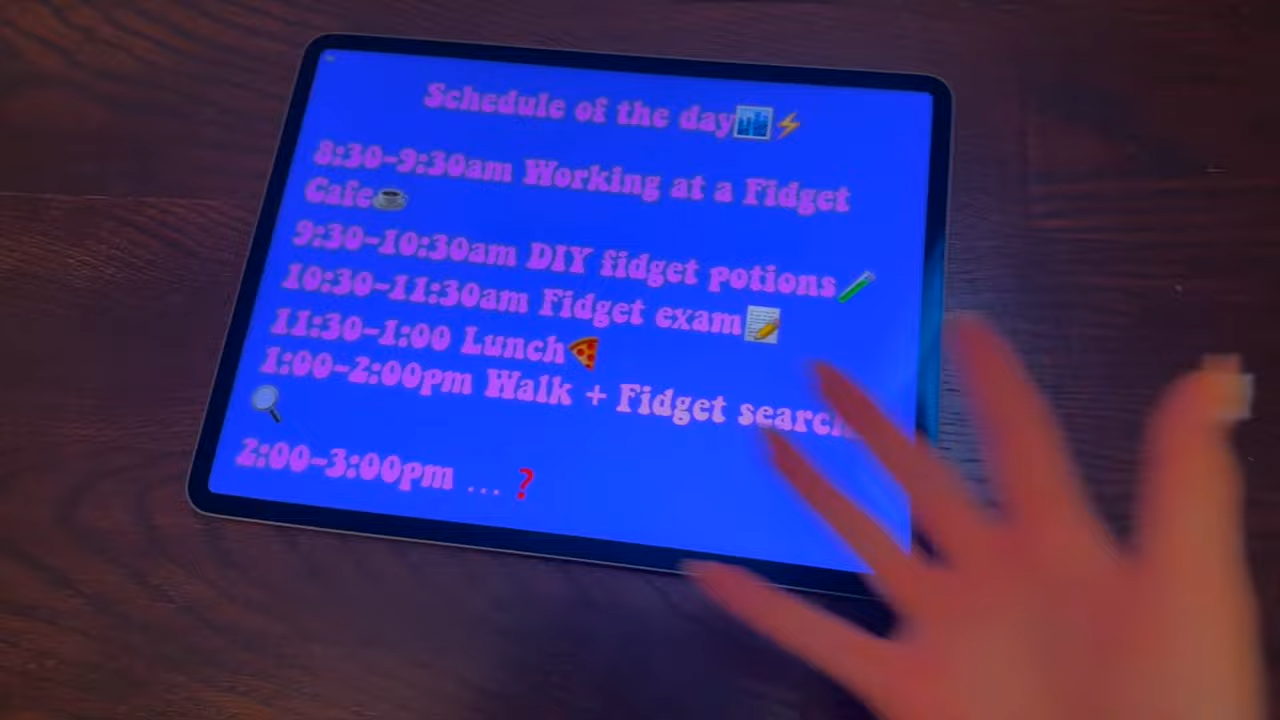 Schedule of the day🏙️⚡
8:30-9:30am Working at a Fidget
Cafe☕
9:30-10:30am DIY fidget potions🧪
10:30-11:30am Fidget exam📝
11:30-1:00 Lunch🍕
1:00-2:00pm Walk + Fidget search
🔍
2:00-3:00pm ... ❓